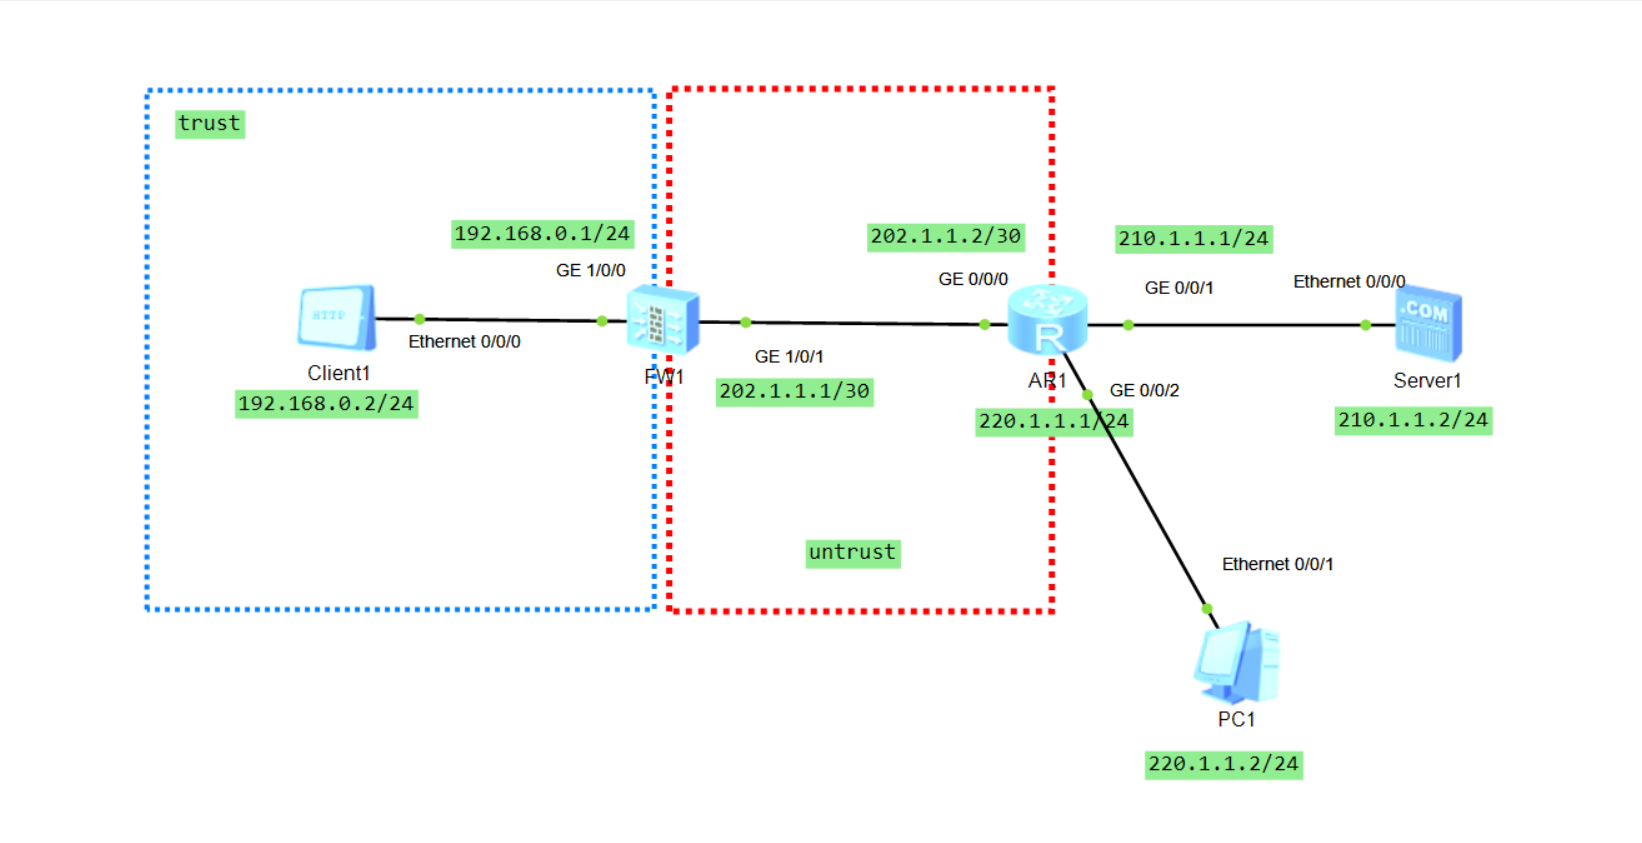 trust
192.168.0.1/24
202.1.1.2/30
210.1.1.1/24
GE 1/0/0
GE 0/0/0
GE 0/0/1
Ethernet 0/0/0
HTTP
.COM
R
Ethernet 0/0/0
GE 1/0/1
Client1
FW1
AR1
GE 0/0/2
Server1
192.168.0.2/24
202.1.1.1/30
220.1.1.1/24
210.1.1.2/24
untrust
Ethernet 0/0/1
PC1
220.1.1.2/24